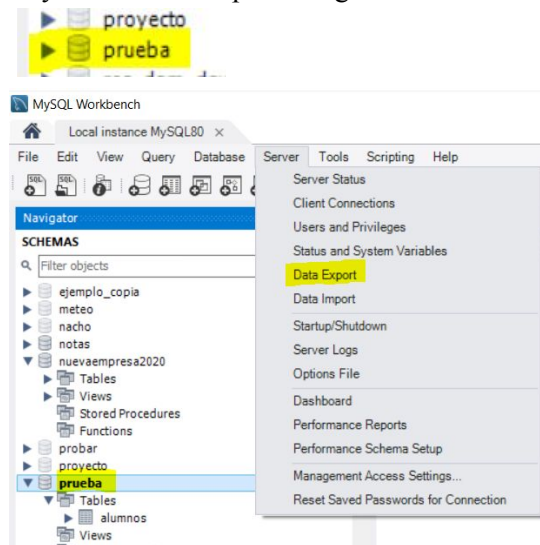 proyecto
prueba
MySQL Workbench
Local instance MySQL80 ×
File Edit View Query Database Server Tools Scripting Help
Navigator
SCHEMAS
Filter objects
ejemplo_copia
meteo
nacho
notas
nuevaempresa2020
Tables
Views
Stored Procedures
Functions
probar
proyecto
prueba
Tables
alumnos
Views
Server Status
Client Connections
Users and Privileges
Status and System Variables
Data Export
Data Import
Startup/Shutdown
Server Logs
Options File
Dashboard
Performance Reports
Performance Schema Setup
Management Access Settings...
Reset Saved Passwords for Connection